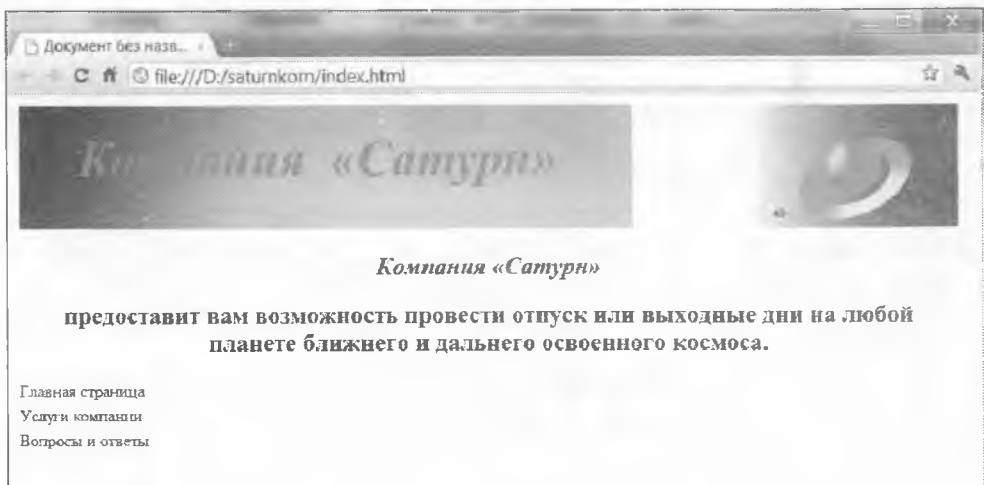 Документ без назв...
file:///D:/saturnkom/index.html
Компания «Сатурн»
Компания «Сатурн»
предоставит вам возможность провести отпуск или выходные дни на любой
планете ближнего и дальнего освоенного космоса.
Главная страница
Услуги компании
Вопросы и ответы